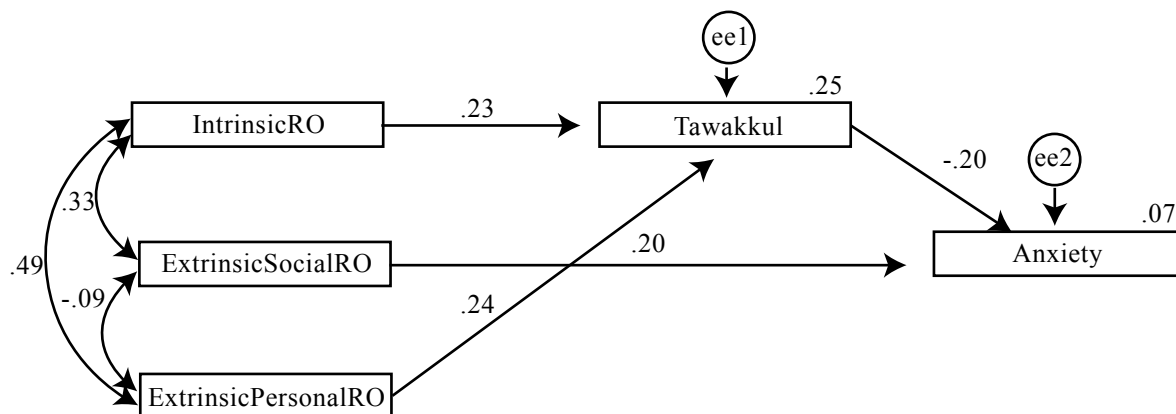 ee1
.25
IntrinsicRO
.23
Tawakkul
-.20
ee2
.33
.07
.49
ExtrinsicSocialRO
.20
Anxiety
-.09
.24
ExtrinsicPersonalRO